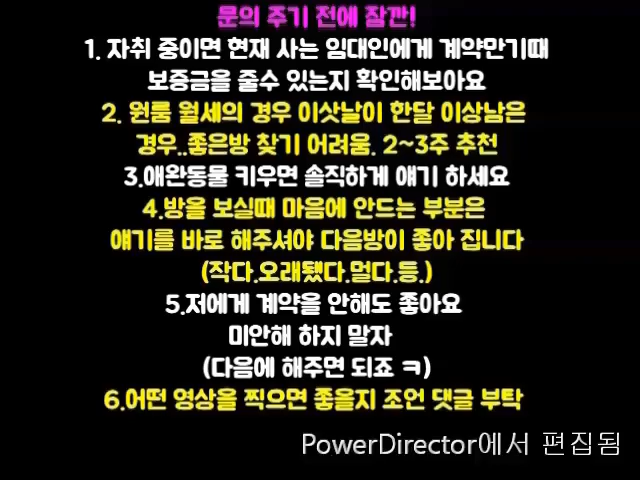 문의 주기 전에 잠깐!
1. 자취 중이면 현재 사는 임대인에게 계약만기때
보증금을 줄수 있는지 확인해보아요
2. 원룸 월세의 경우 이삿날이 한달 이상남은
경우..좋은방 찾기 어려움. 2~3주 추천
3.애완동물 키우면 솔직하게 얘기 하세요
4.방을 보실때 마음에 안드는 부분은
얘기를 바로 해주셔야 다음방이 좋아 집니다
(작다.오래됐다.멀다.등.)
5.저에게 계약을 안해도 좋아요
미안해 하지 말자
(다음에 해주면 되죠 ㅋ)
6.어떤 영상을 찍으면 좋을지 조언 댓글 부탁
PowerDirector에서 편집됨